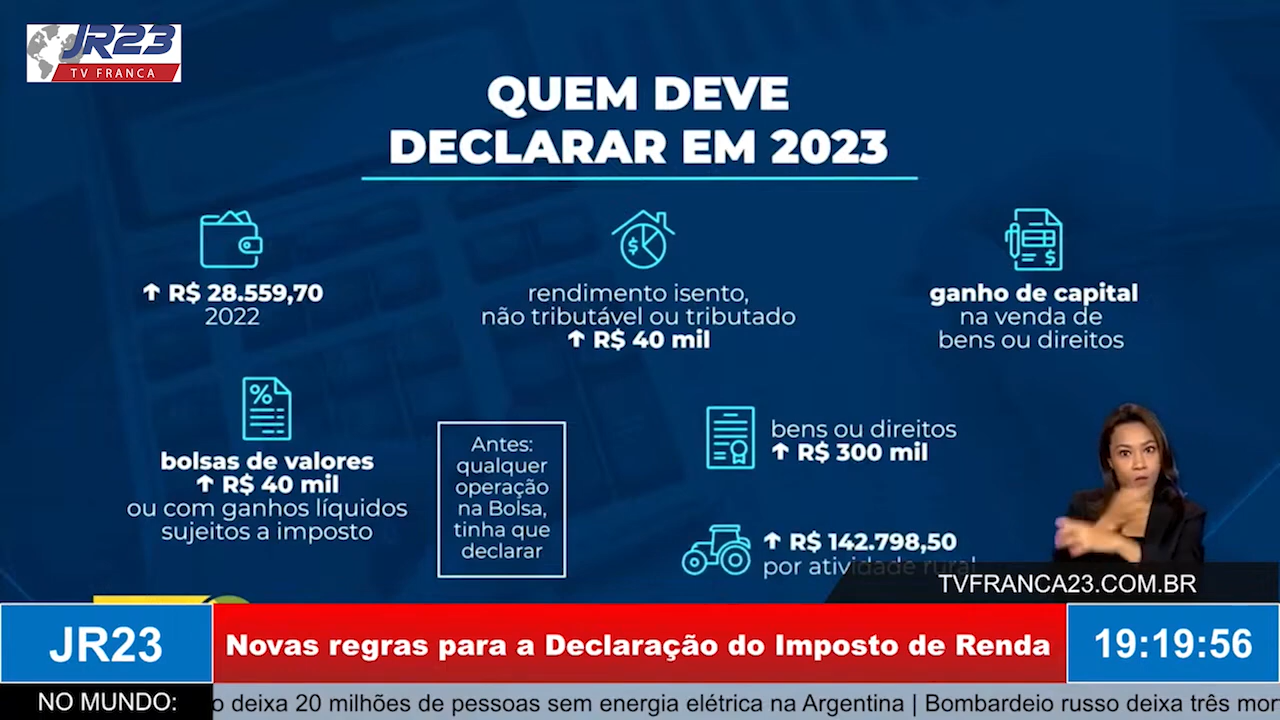 JR23
TV FRANCA
QUEM DEVE
DECLARAR EM 2023
↑ R$ 28.559,70
2022
$
rendimento isento,
não tributável ou tributado
↑ R$ 40 mil
$
ganho de capital
na venda de
bens ou direitos
%
bolsas de valores
↑ R$ 40 mil
ou com ganhos líquidos
sujeitos a imposto
Antes:
qualquer
operação
na Bolsa,
tinha que
declarar
bens ou direitos
↑ R$ 300 mil
↑ R$ 142.798,50
por atividade rural
TVFRANCA23.COM.BR
JR23
Novas regras para a Declaração do Imposto de Renda
19:19:56
NO MUNDO:
o deixa 20 milhões de pessoas sem energia elétrica na Argentina | Bombardeio russo deixa três mor